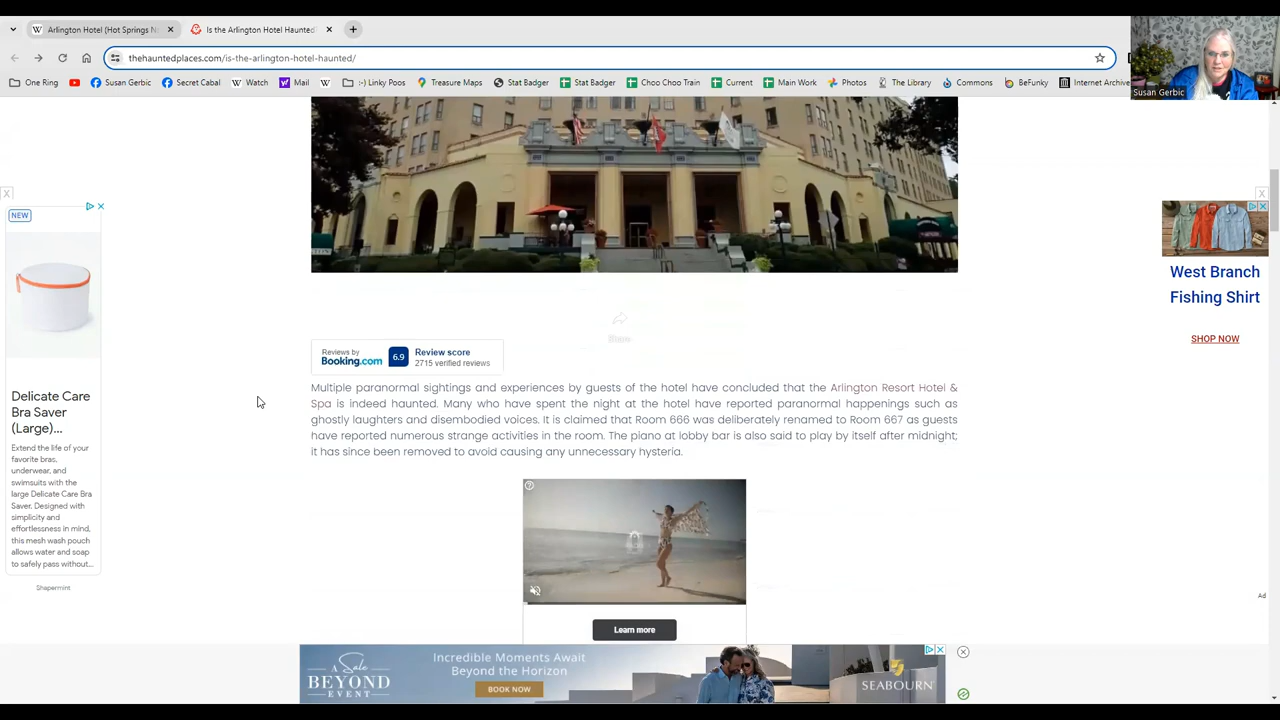 Arlington Hotel (Hot Springs N
Is the Arlington Hotel Haunted
thehauntedplaces.com/is-the-arlington-hotel-haunted/
One Ring
Susan Gerbic
Secret Cabal
Watch
Mail
:-) Linky Poos
Treasure Maps
Stat Badger
Stat Badger
Choo Choo Train
Current
Main Work
Photos
The Library
Commons
BeFunky
Internet Archive
Susan Gerbic
X
X
NEW
Delicate Care
Bra Saver
(Large)...
Extend the life of your
favorite bras,
underwear, and
swimsuits with the
large Delicate Care Bra
Saver. Designed with
simplicity and
effortlessness in mind,
this mesh wash pouch
allows water and soap
to safely pass without...
Shapermint
Share
Reviews by
Booking.com
6.9
Review score
2715 verified reviews
Multiple paranormal sightings and experiences by guests of the hotel have concluded that the Arlington Resort Hotel &
Spa is indeed haunted. Many who have spent the night at the hotel have reported paranormal happenings such as
ghostly laughters and disembodied voices. It is claimed that Room 666 was deliberately renamed to Room 667 as guests
have reported numerous strange activities in the room. The piano at lobby bar is also said to play by itself after midnight;
it has since been removed to avoid causing any unnecessary hysteria.
Learn more
West Branch
Fishing Shirt
SHOP NOW
Ad
A Sale
BEYOND
EVENT
Incredible Moments Await
Beyond the Horizon
BOOK NOW
SEABOURN